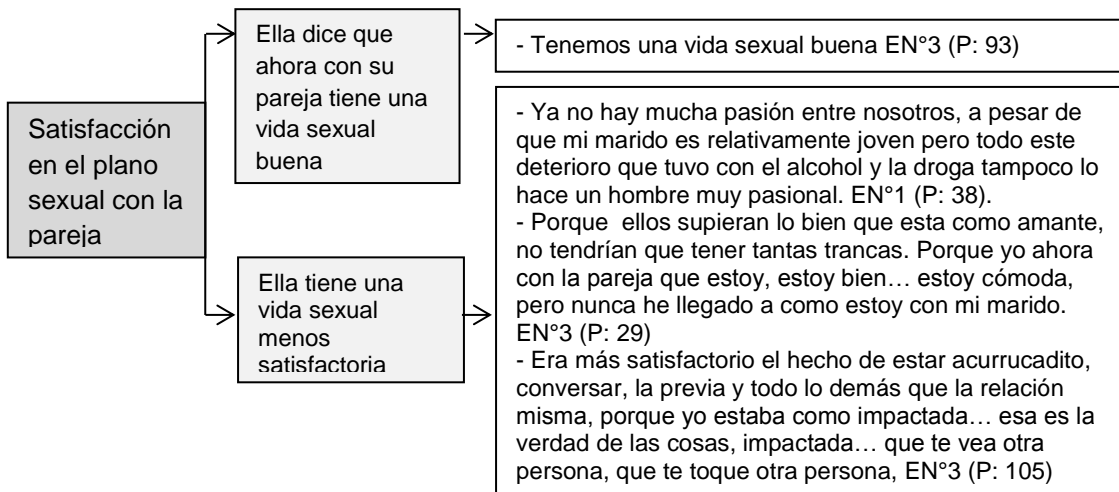 Satisfacción
en el plano
sexual con la
pareja
Ella dice que
ahora con su
pareja tiene una
vida sexual
buena
- Tenemos una vida sexual buena EN°3 (P: 93)
Ella tiene una
vida sexual
menos
satisfactoria
- Ya no hay mucha pasión entre nosotros, a pesar de
que mi marido es relativamente joven pero todo este
deterioro que tuvo con el alcohol y la droga tampoco lo
hace un hombre muy pasional. EN°1 (P: 38).
- Porque ellos supieran lo bien que esta como amante,
no tendrían que tener tantas trancas. Porque yo ahora
con la pareja que estoy, estoy bien… estoy cómoda,
pero nunca he llegado a como estoy con mi marido.
EN°3 (P: 29)
- Era más satisfactorio el hecho de estar acurrucadito,
conversar, la previa y todo lo demás que la relación
misma, porque yo estaba como impactada… esa es la
verdad de las cosas, impactada… que te vea otra
persona, que te toque otra persona, EN°3 (P: 105)